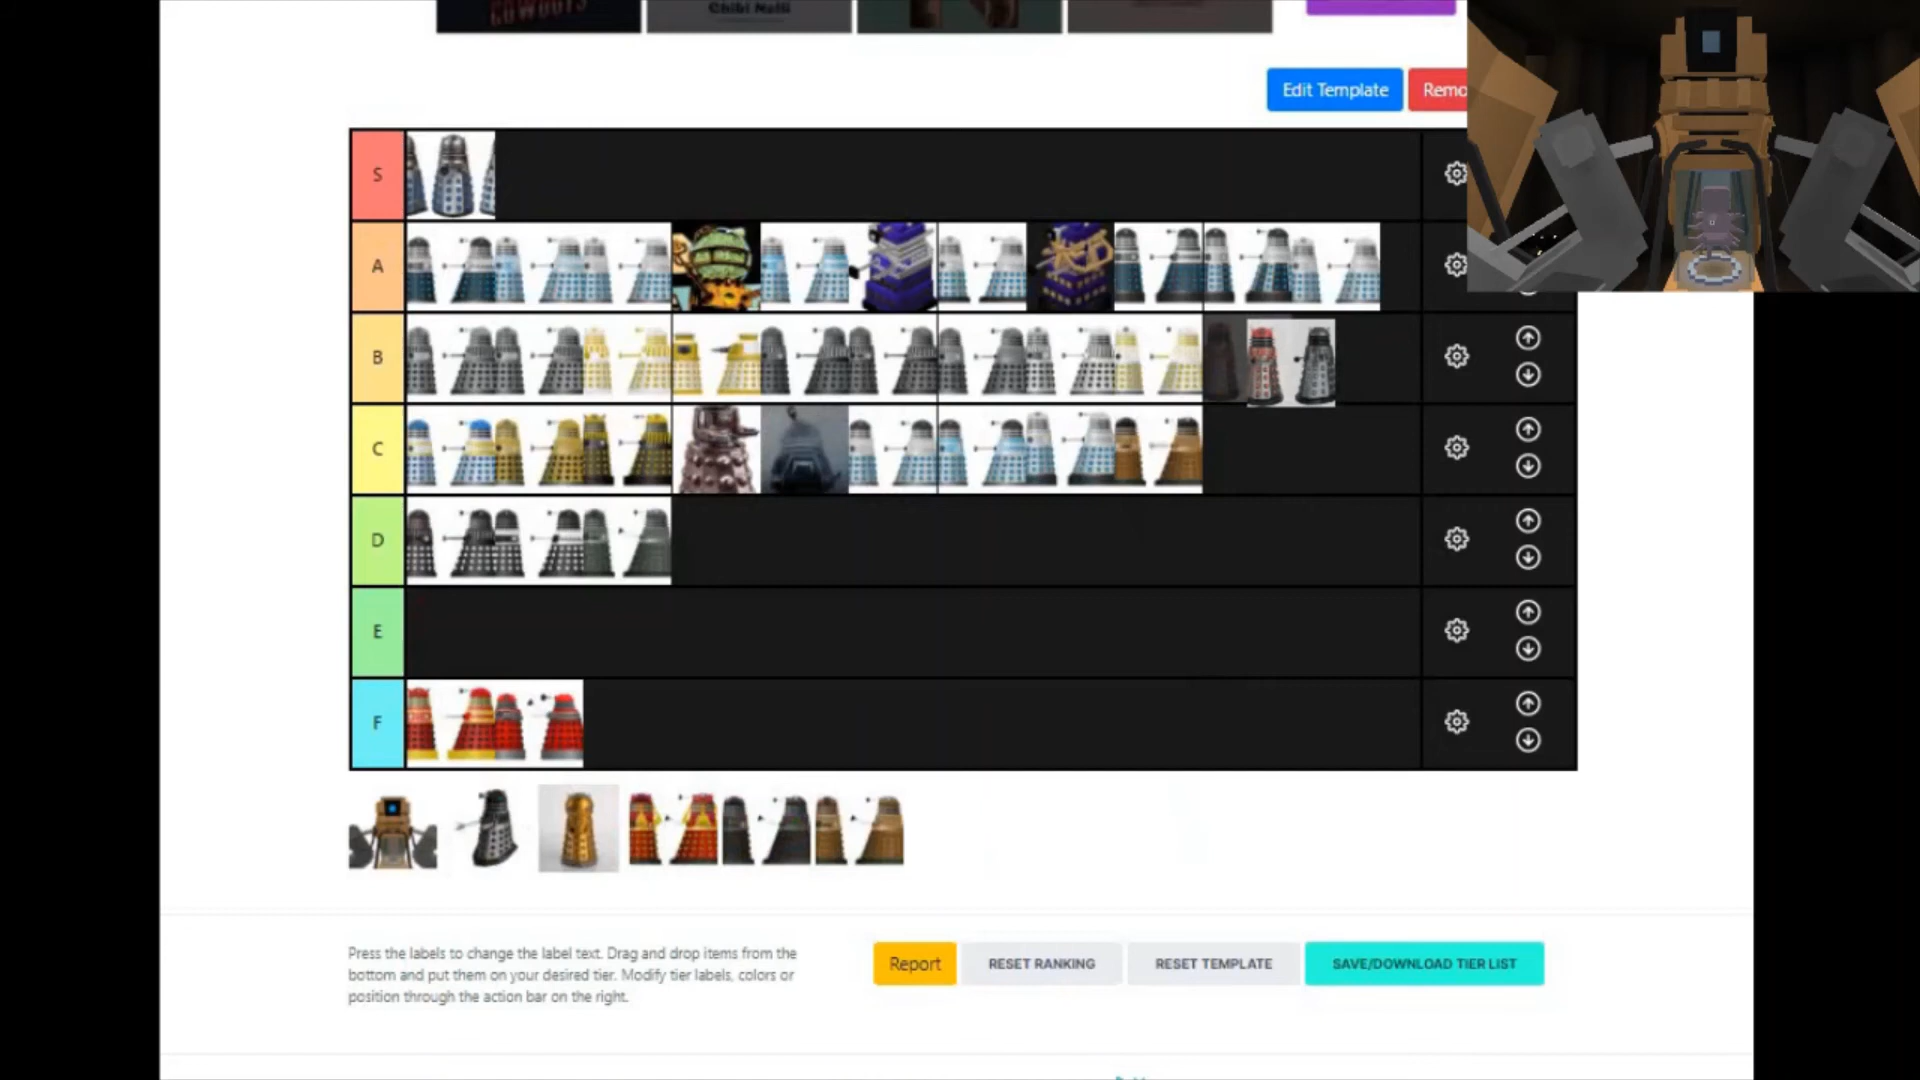 COWBOYS
Chibi Nelli
Edit Template
Remo
S
A
B
C
D
E
F
Press the labels to change the label text. Drag and drop items from the
bottom and put them on your desired tier. Modify tier labels, colors or
position through the action bar on the right.
Report
RESET RANKING
RESET TEMPLATE
SAVE/DOWNLOAD TIER LIST